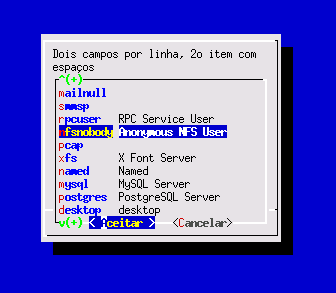 Dois campos por linha, 2o item com
espaços
^(+)
mailnull
smmsp
rpcuser RPC Service User
nfsnobody Anonymous NFS User
pcap
xfs X Font Server
named Named
mysql MySQL Server
postgres PostgreSQL Server
desktop desktop
v(+)
< Aceitar > <Cancelar>